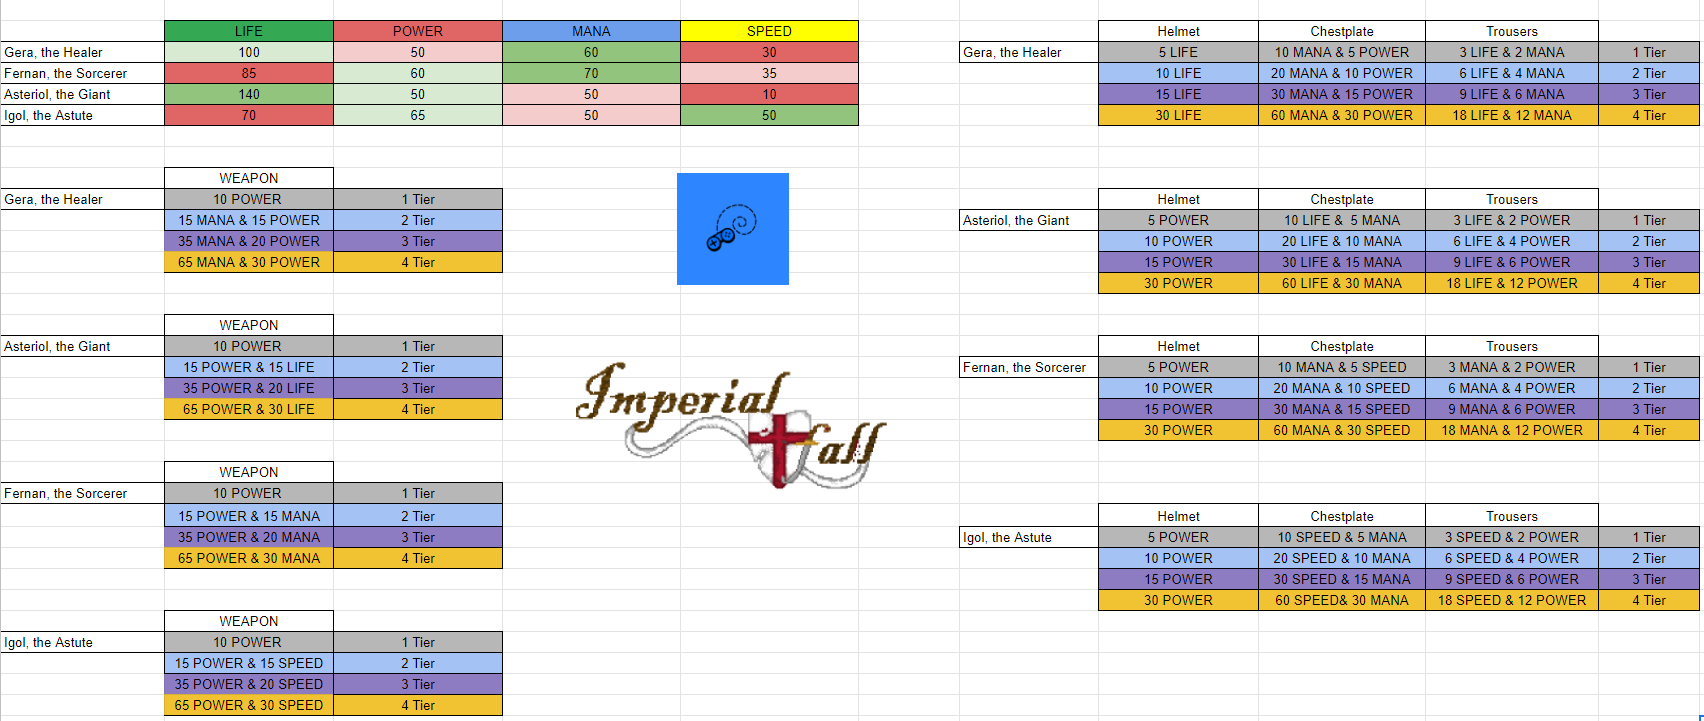 LIFE POWER MANA SPEED
Gera, the Healer 100 50 60 30
Fernan, the Sorcerer 85 60 70 35
Asteriol, the Giant 140 50 50 10
Igol, the Astute 70 65 50 50
WEAPON
Gera, the Healer 10 POWER 1 Tier
15 MANA & 15 POWER 2 Tier
35 MANA & 20 POWER 3 Tier
65 MANA & 30 POWER 4 Tier
WEAPON
Asteriol, the Giant 10 POWER 1 Tier
15 POWER & 15 LIFE 2 Tier
35 POWER & 20 LIFE 3 Tier
65 POWER & 30 LIFE 4 Tier
WEAPON
Fernan, the Sorcerer 10 POWER 1 Tier
15 POWER & 15 MANA 2 Tier
35 POWER & 20 MANA 3 Tier
65 POWER & 30 MANA 4 Tier
WEAPON
Igol, the Astute 10 POWER 1 Tier
15 POWER & 15 SPEED 2 Tier
35 POWER & 20 SPEED 3 Tier
65 POWER & 30 SPEED 4 Tier
Imperial
fall
Helmet Chestplate Trousers
Gera, the Healer 5 LIFE 10 MANA & 5 POWER 3 LIFE & 2 MANA 1 Tier
10 LIFE 20 MANA & 10 POWER 6 LIFE & 4 MANA 2 Tier
15 LIFE 30 MANA & 15 POWER 9 LIFE & 6 MANA 3 Tier
30 LIFE 60 MANA & 30 POWER 18 LIFE & 12 MANA 4 Tier
Helmet Chestplate Trousers
Asteriol, the Giant 5 POWER 10 LIFE & 5 MANA 3 LIFE & 2 POWER 1 Tier
10 POWER 20 LIFE & 10 MANA 6 LIFE & 4 POWER 2 Tier
15 POWER 30 LIFE & 15 MANA 9 LIFE & 6 POWER 3 Tier
30 POWER 60 LIFE & 30 MANA 18 LIFE & 12 POWER 4 Tier
Helmet Chestplate Trousers
Fernan, the Sorcerer 5 POWER 10 MANA & 5 SPEED 3 MANA & 2 POWER 1 Tier
10 POWER 20 MANA & 10 SPEED 6 MANA & 4 POWER 2 Tier
15 POWER 30 MANA & 15 SPEED 9 MANA & 6 POWER 3 Tier
30 POWER 60 MANA & 30 SPEED 18 MANA & 12 POWER 4 Tier
Helmet Chestplate Trousers
Igol, the Astute 5 POWER 10 SPEED & 5 MANA 3 SPEED & 2 POWER 1 Tier
10 POWER 20 SPEED & 10 MANA 6 SPEED & 4 POWER 2 Tier
15 POWER 30 SPEED & 15 MANA 9 SPEED & 6 POWER 3 Tier
30 POWER 60 SPEED& 30 MANA 18 SPEED & 12 POWER 4 Tier